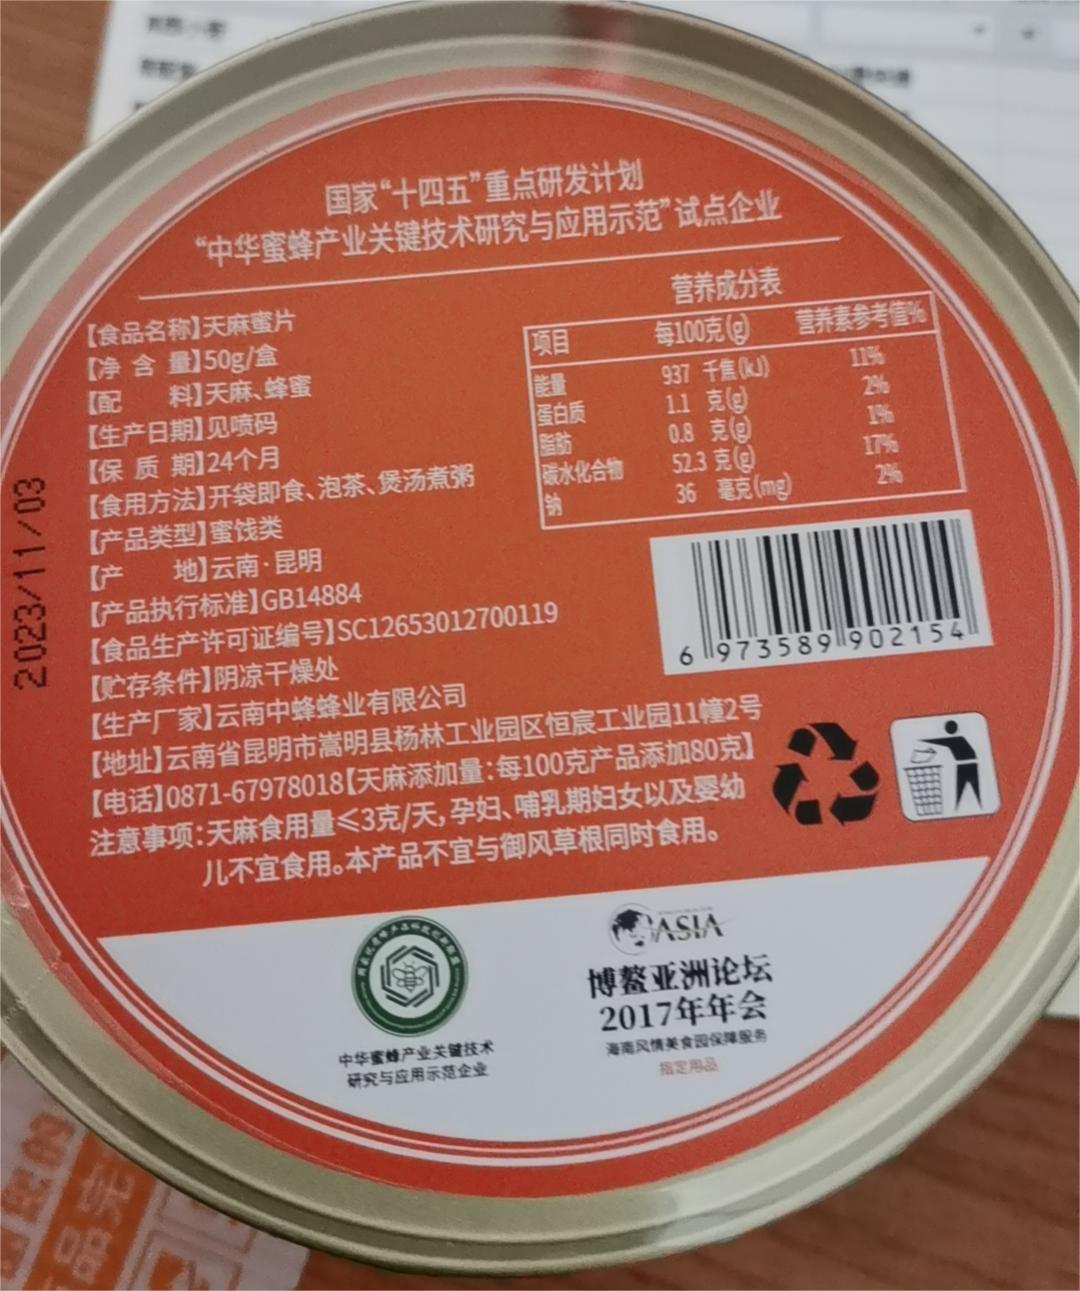 国家“十四五”重点研发计划
“中华蜜蜂产业关键技术研究与应用示范”试点企业
【食品名称】天麻蜜片
【净 含 量】50g/盒
【配 料】天麻、蜂蜜
【生产日期】见喷码
【保 质 期】24个月
【食用方法】开袋即食、泡茶、煲汤煮粥
【产品类型】蜜饯类
【产 地】云南·昆明
【产品执行标准】GB14884
【食品生产许可证编号】SC12653012700119
【贮存条件】阴凉干燥处
【生产厂家】云南中蜂蜂业有限公司
【地址】云南省昆明市嵩明县杨林工业园区恒宸工业园11幢2号
【电话】0871-67978018【天麻添加量:每100克产品添加80克】
注意事项:天麻食用量≤3克/天,孕妇、哺乳期妇女以及婴幼
儿不宜食用。本产品不宜与御风草根同时食用。
营养成分表
项目 每100克(g) 营养素参考值%
能量 937 千焦(kJ) 11%
蛋白质 1.1 克(g) 2%
脂肪 0.8 克(g) 1%
碳水化合物 52.3 克(g) 17%
钠 36 毫克(mg) 2%
6 973589 902154
2023/11/03
中华蜜蜂产业关键技术
研究与应用示范企业
ASIA
博鳌亚洲论坛
2017年年会
海南风情美食园保障服务
指定用品